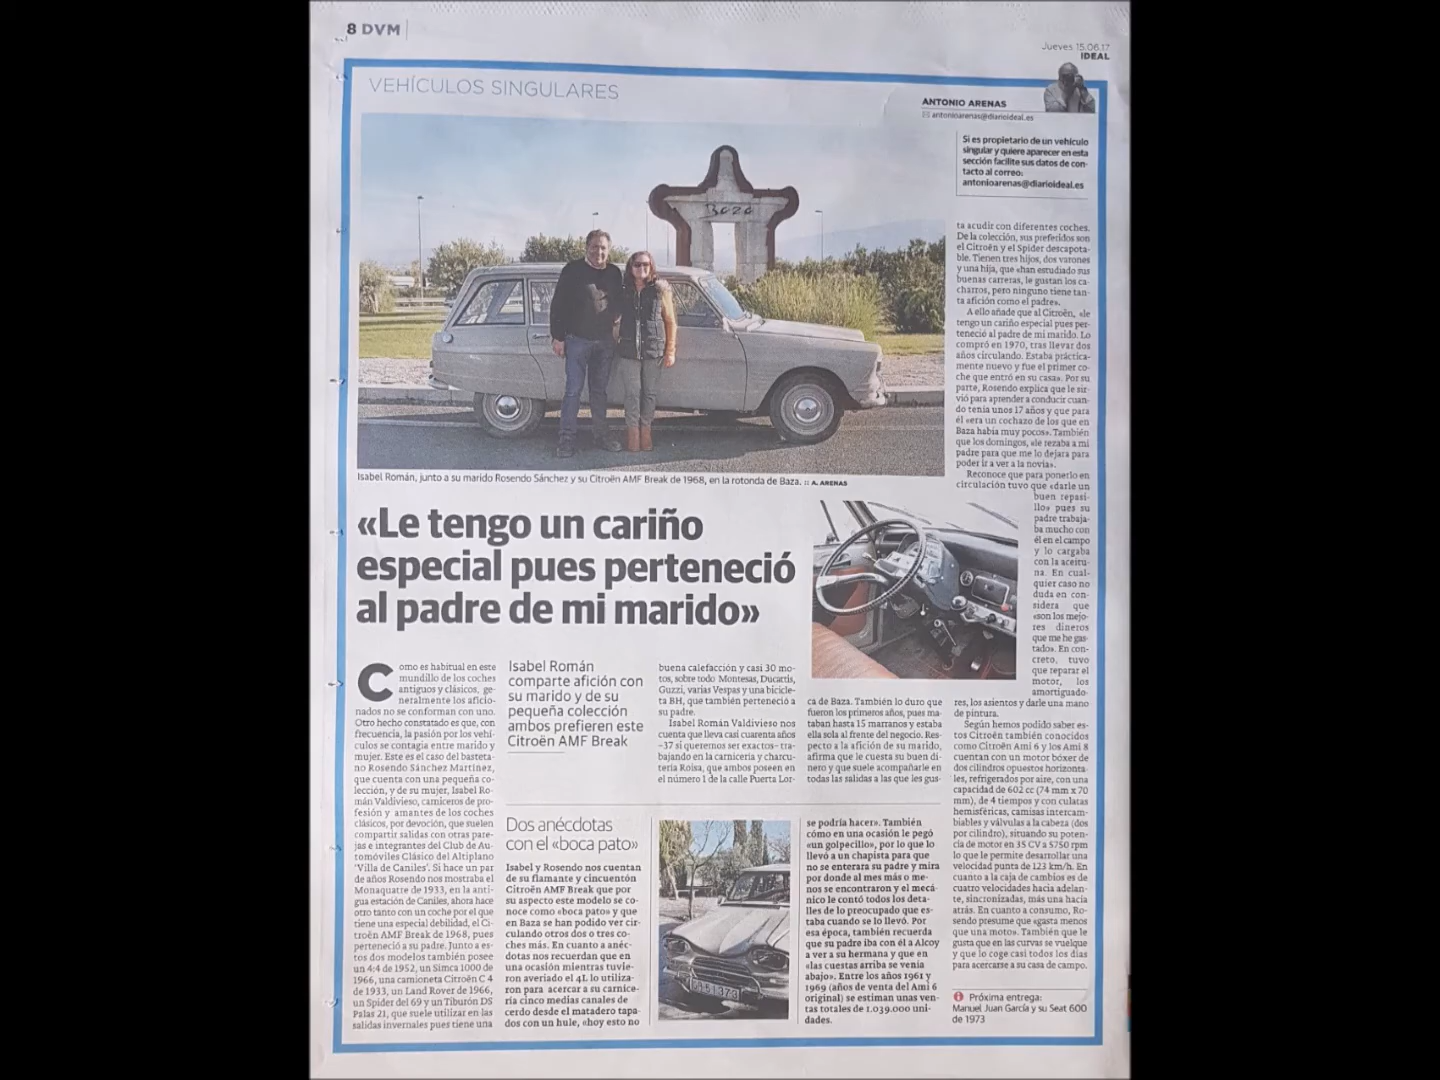 8 DVM
Jueves 15.06.17
IDEAL
VEHÍCULOS SINGULARES
ANTONIO ARENAS
antonioarenas@diarioideal.es
Si es propietario de un vehículo
singular y quiere aparecer en esta
sección facilite sus datos de con-
tacto al correo:
antonioarenas@diarioideal.es
Baza
Isabel Román, junto a su marido Rosendo Sánchez y su Citroën AMF Break de 1968, en la rotonda de Baza. :: A. ARENAS
«Le tengo un cariño
especial pues perteneció
al padre de mi marido»
Isabel Román
comparte afición con
su marido y de su
pequeña colección
ambos prefieren este
Citroën AMF Break
Como es habitual en este
mundillo de los coches
antiguos y clásicos, ge-
neralmente los aficio-
nados no se conforman con uno.
Otro hecho constatado es que, con
frecuencia, la pasión por los vehí-
culos se contagia entre marido y
mujer. Este es el caso del basteta-
no Rosendo Sánchez Martínez,
que cuenta con una pequeña co-
lección, y de su mujer, Isabel Ro-
mán Valdivieso, carniceros de pro-
fesión y amantes de los coches
clásicos, por devoción, que suelen
compartir salidas con otras pare-
jas e integrantes del Club de Au-
tomóviles Clásico del Altiplano
'Villa de Caniles'. Si hace un par
de años Rosendo nos mostraba el
Monaquatre de 1933, en la anti-
gua estación de Caniles, ahora hace
otro tanto con un coche por el que
tiene una especial debilidad, el Ci-
troën AMF Break de 1968, pues
perteneció a su padre. Junto a es-
tos dos modelos también posee
un 4:4 de 1952, un Simca 1000 de
1966, una camioneta Citroën C 4
de 1933, un Land Rover de 1966,
un Spider del 69 y un Tiburón DS
Palas 21, que suele utilizar en las
salidas invernales pues tiene una
buena calefacción y casi 30 mo-
tos, sobre todo Montesas, Ducatis,
Guzzi, varias Vespas y una bicicle-
ta BH, que también perteneció a
su padre.
Isabel Román Valdivieso nos
cuenta que lleva casi cuarenta años
-37 si queremos ser exactos- tra-
bajando en la carnicería y charcu-
tería Rolsa, que ambos poseen en
el número 1 de la calle Puerta Lor-
ca de Baza. También lo duro que
fueron los primeros años, pues ma-
taban hasta 15 marranos y estaba
ella sola al frente del negocio. Res-
pecto a la afición de su marido,
afirma que le cuesta su buen di-
nero y que suele acompañarle en
todas las salidas a las que les gus-
ta acudir con diferentes coches.
De la colección, sus preferidos son
el Citroën y el Spider descapota-
ble. Tienen tres hijos, dos varones
y una hija, que «han estudiado sus
buenas carreras, le gustan los ca-
charros, pero ninguno tiene tan-
ta afición como el padre».
A ello añade que al Citroën, «le
tengo un cariño especial pues per-
teneció al padre de mi marido. Lo
compró en 1970, tras llevar dos
años circulando. Estaba práctica-
mente nuevo y fue el primer co-
che que entró en su casa». Por su
parte, Rosendo explica que le sir-
vió para aprender a conducir cuan-
do tenía unos 17 años y que para
él «era un cochazo de los que en
Baza había muy pocos». También
que los domingos, «le rezaba a mi
padre para que me lo dejara para
poder ir a ver a la novia».
Reconoce que para ponerlo en
circulación tuvo que «darle un
buen repasi-
llo» pues su
padre trabaja-
ba mucho con
él en el campo
y lo cargaba
con la aceitu-
na. En cual-
quier caso no
duda en con-
sidera que
«son los mejo-
res dineros
que me he gas-
tado». En con-
creto, tuvo
que reparar el
motor, los
amortiguado-
res, los asientos y darle una mano
de pintura.
Según hemos podido saber es-
tos Citroën también conocidos
como Citroën Ami 6 y los Ami 8
cuentan con un motor bóxer de
dos cilindros opuestos horizonta-
les, refrigerados por aire, con una
capacidad de 602 cc (74 mm x 70
mm), de 4 tiempos y con culatas
hemisféricas, camisas intercam-
biables y válvulas a la cabeza (dos
por cilindro), situando su poten-
cia de motor en 35 CV a 5750 rpm
lo que le permite desarrollar una
velocidad punta de 123 km/h. En
cuanto a la caja de cambios es de
cuatro velocidades hacia adelan-
te, sincronizadas, más una hacia
atrás. En cuanto a consumo, Ro-
sendo presume que «gasta menos
que una moto». También que le
gusta que en las curvas se vuelque
y que lo coge casi todos los días
para acercarse a su casa de campo.
Dos anécdotas
con el «boca pato»
Isabel y Rosendo nos cuentan
de su flamante y cincuentón
Citroën AMF Break que por
su aspecto este modelo se co-
noce como «boca pato» y que
en Baza se han podido ver cir-
culando otros dos o tres co-
ches más. En cuanto a anéc-
dotas nos recuerdan que en
una ocasión mientras tuvie-
ron averiado el 4L lo utiliza-
ron para acercar a su carnice-
ría cinco medias canales de
cerdo desde el matadero tapa-
dos con un hule, «hoy esto no
se podría hacer». También
cómo en una ocasión le pegó
«un golpecillo», por lo que lo
llevó a un chapista para que
no se enterara su padre y mira
por donde al mes más o me-
nos se encontraron y el mecá-
nico le contó todos los deta-
lles de lo preocupado que es-
taba cuando se lo llevó. Por
esa época, también recuerda
que su padre iba con él a Alcoy
a ver a su hermana y que en
«las cuestas arriba se venía
abajo». Entre los años 1961 y
1969 (años de venta del Ami 6
original) se estiman unas ven-
tas totales de 1.039.000 uni-
dades.
Próxima entrega:
Manuel Juan García y su Seat 600
de 1973